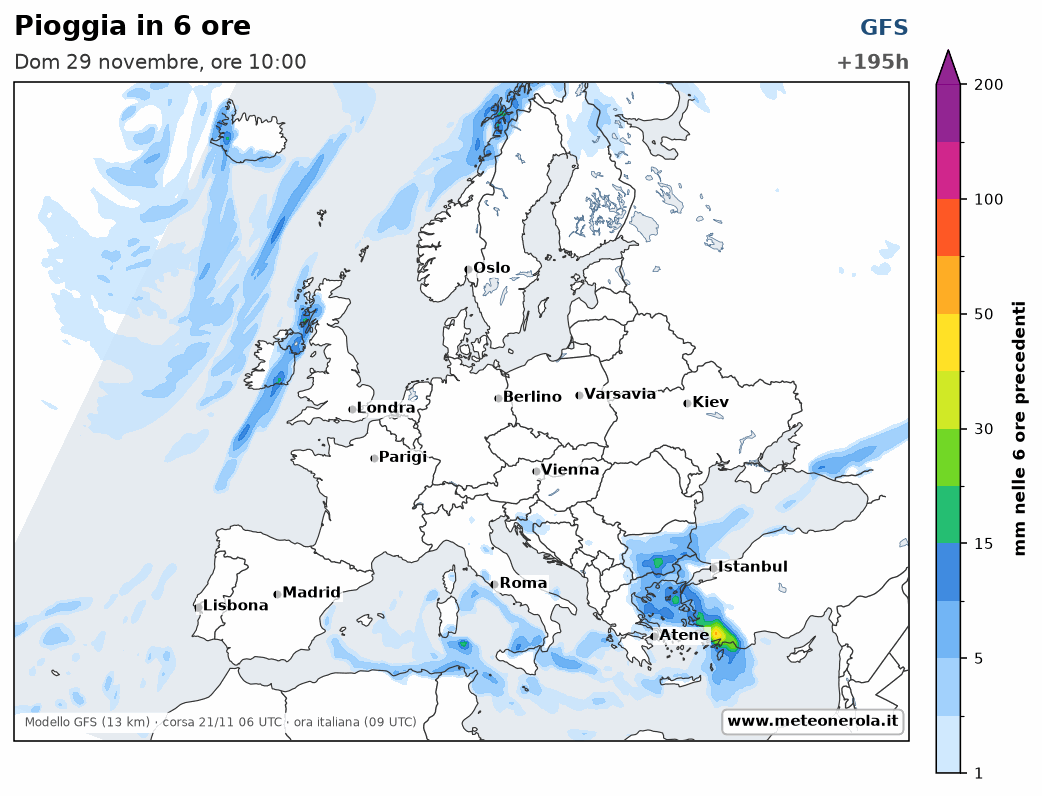 Pioggia in 6 ore
GFS
Dom 29 novembre, ore 10:00
+195h
200
100
50
30
15
5
1
mm nelle 6 ore precedenti
Oslo
Berlino
Varsavia
Kiev
Londra
Parigi
Vienna
Istanbul
Roma
Madrid
Lisbona
Atene
Modello GFS (13 km) · corsa 21/11 06 UTC · ora italiana (09 UTC)
www.meteonerola.it